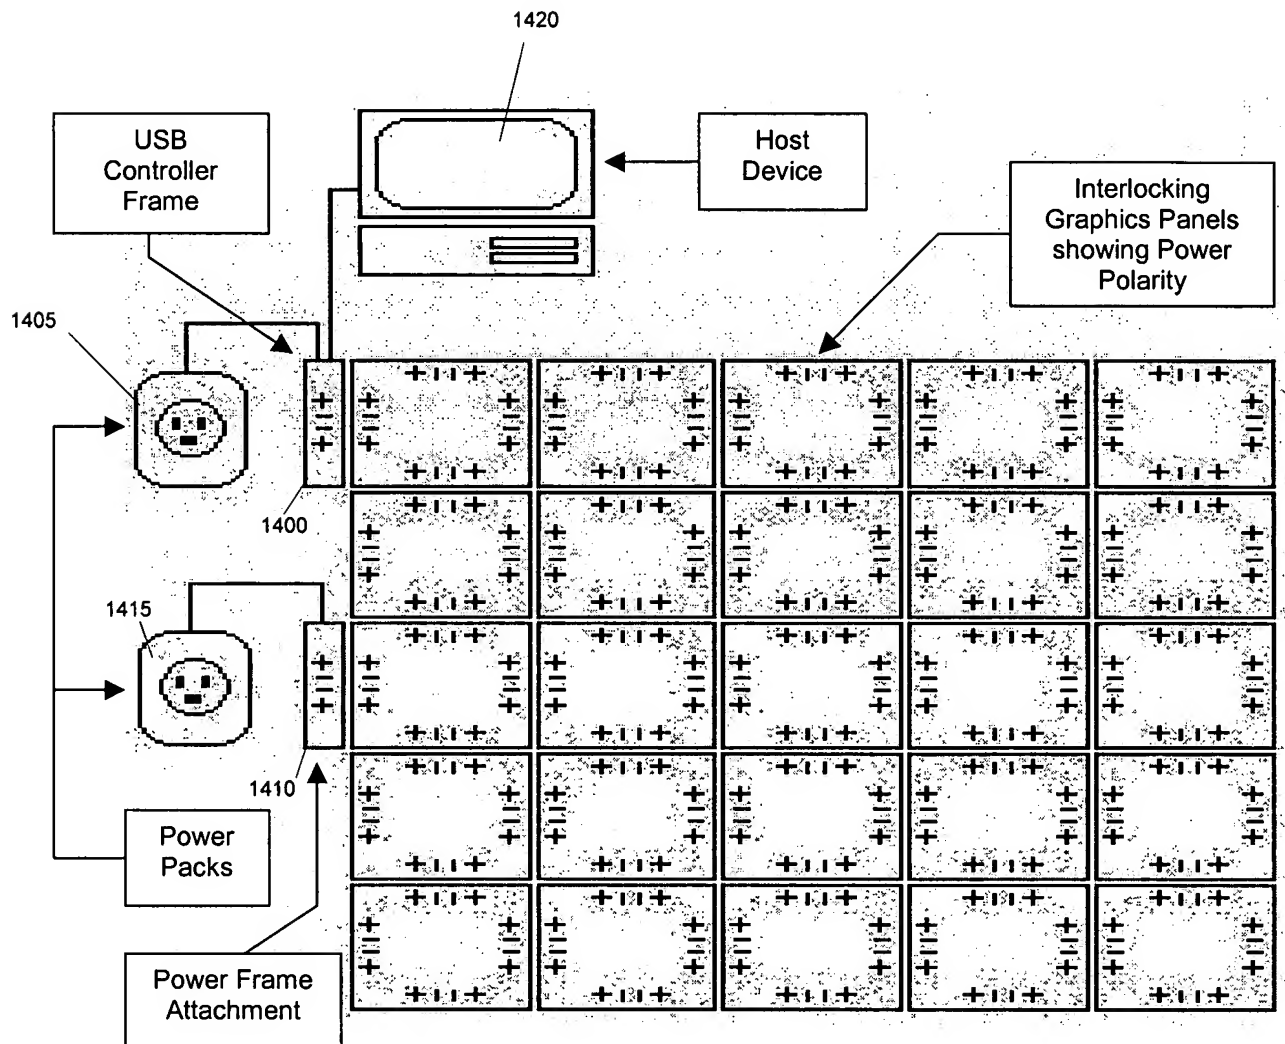 1420
USB
Controller
Frame
Host
Device
Interlocking
Graphics Panels
showing Power
Polarity
1405
1400
1415
1410
Power
Packs
Power Frame
Attachment